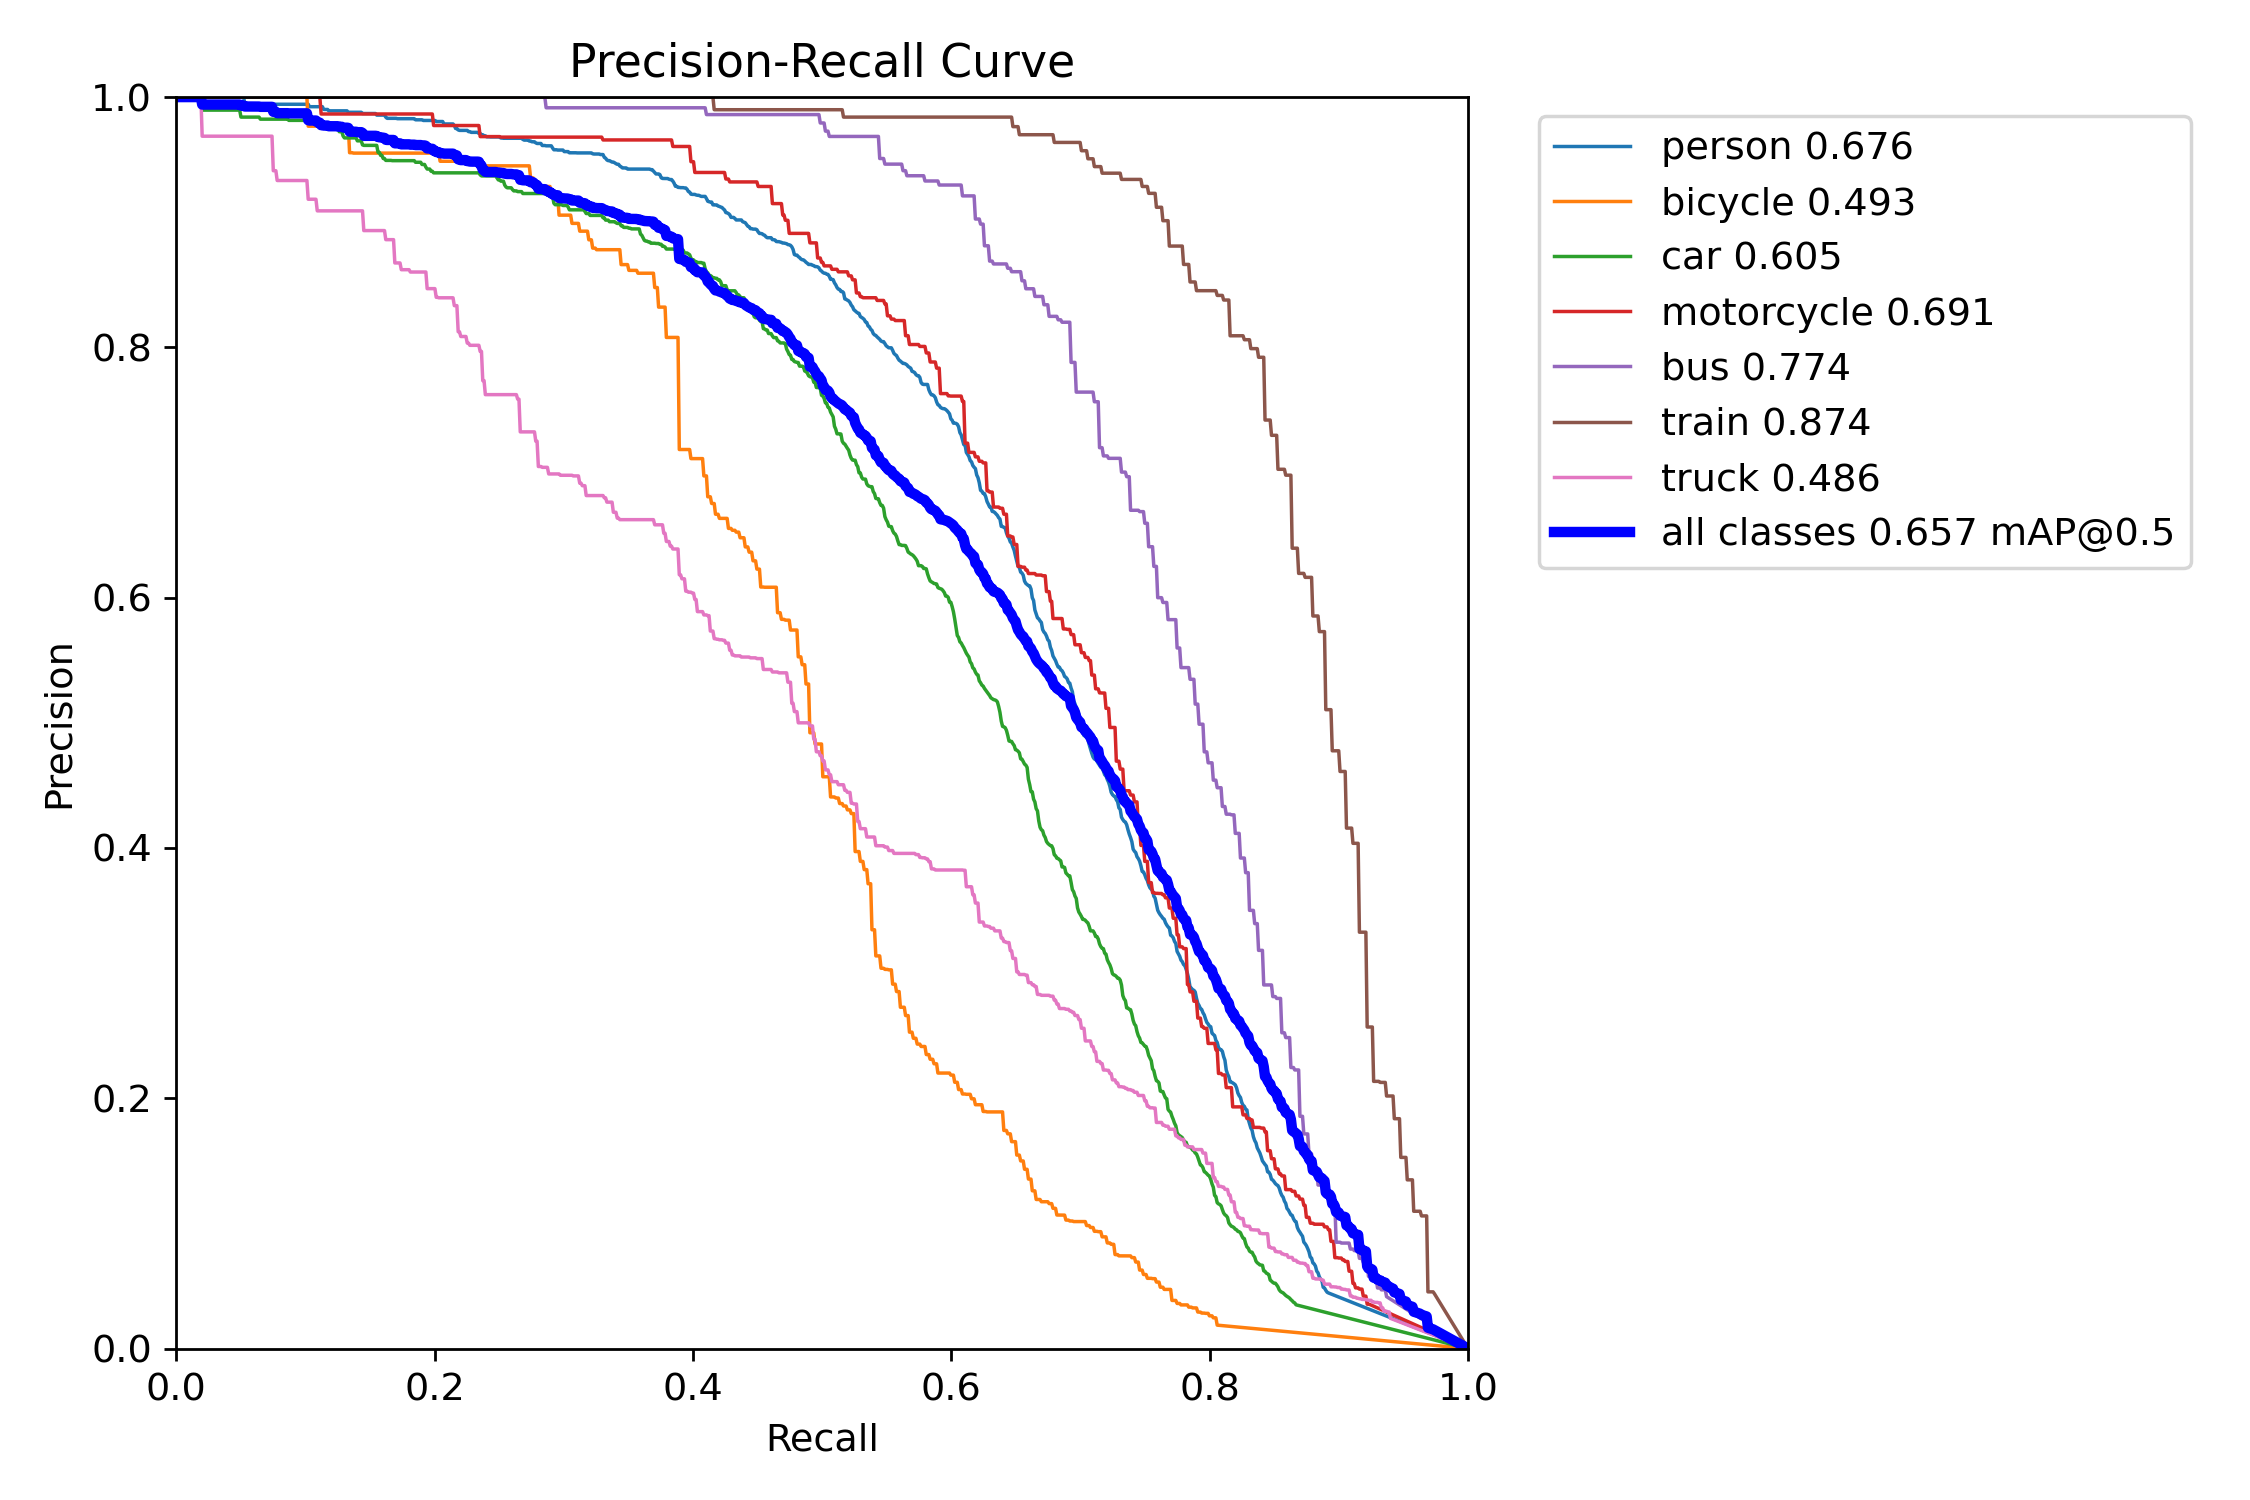 Precision-Recall Curve
1.0
0.8
0.6
0.4
0.2
0.0
Precision
0.0 0.2 0.4 0.6 0.8 1.0
Recall
person 0.676
bicycle 0.493
car 0.605
motorcycle 0.691
bus 0.774
train 0.874
truck 0.486
all classes 0.657 mAP@0.5